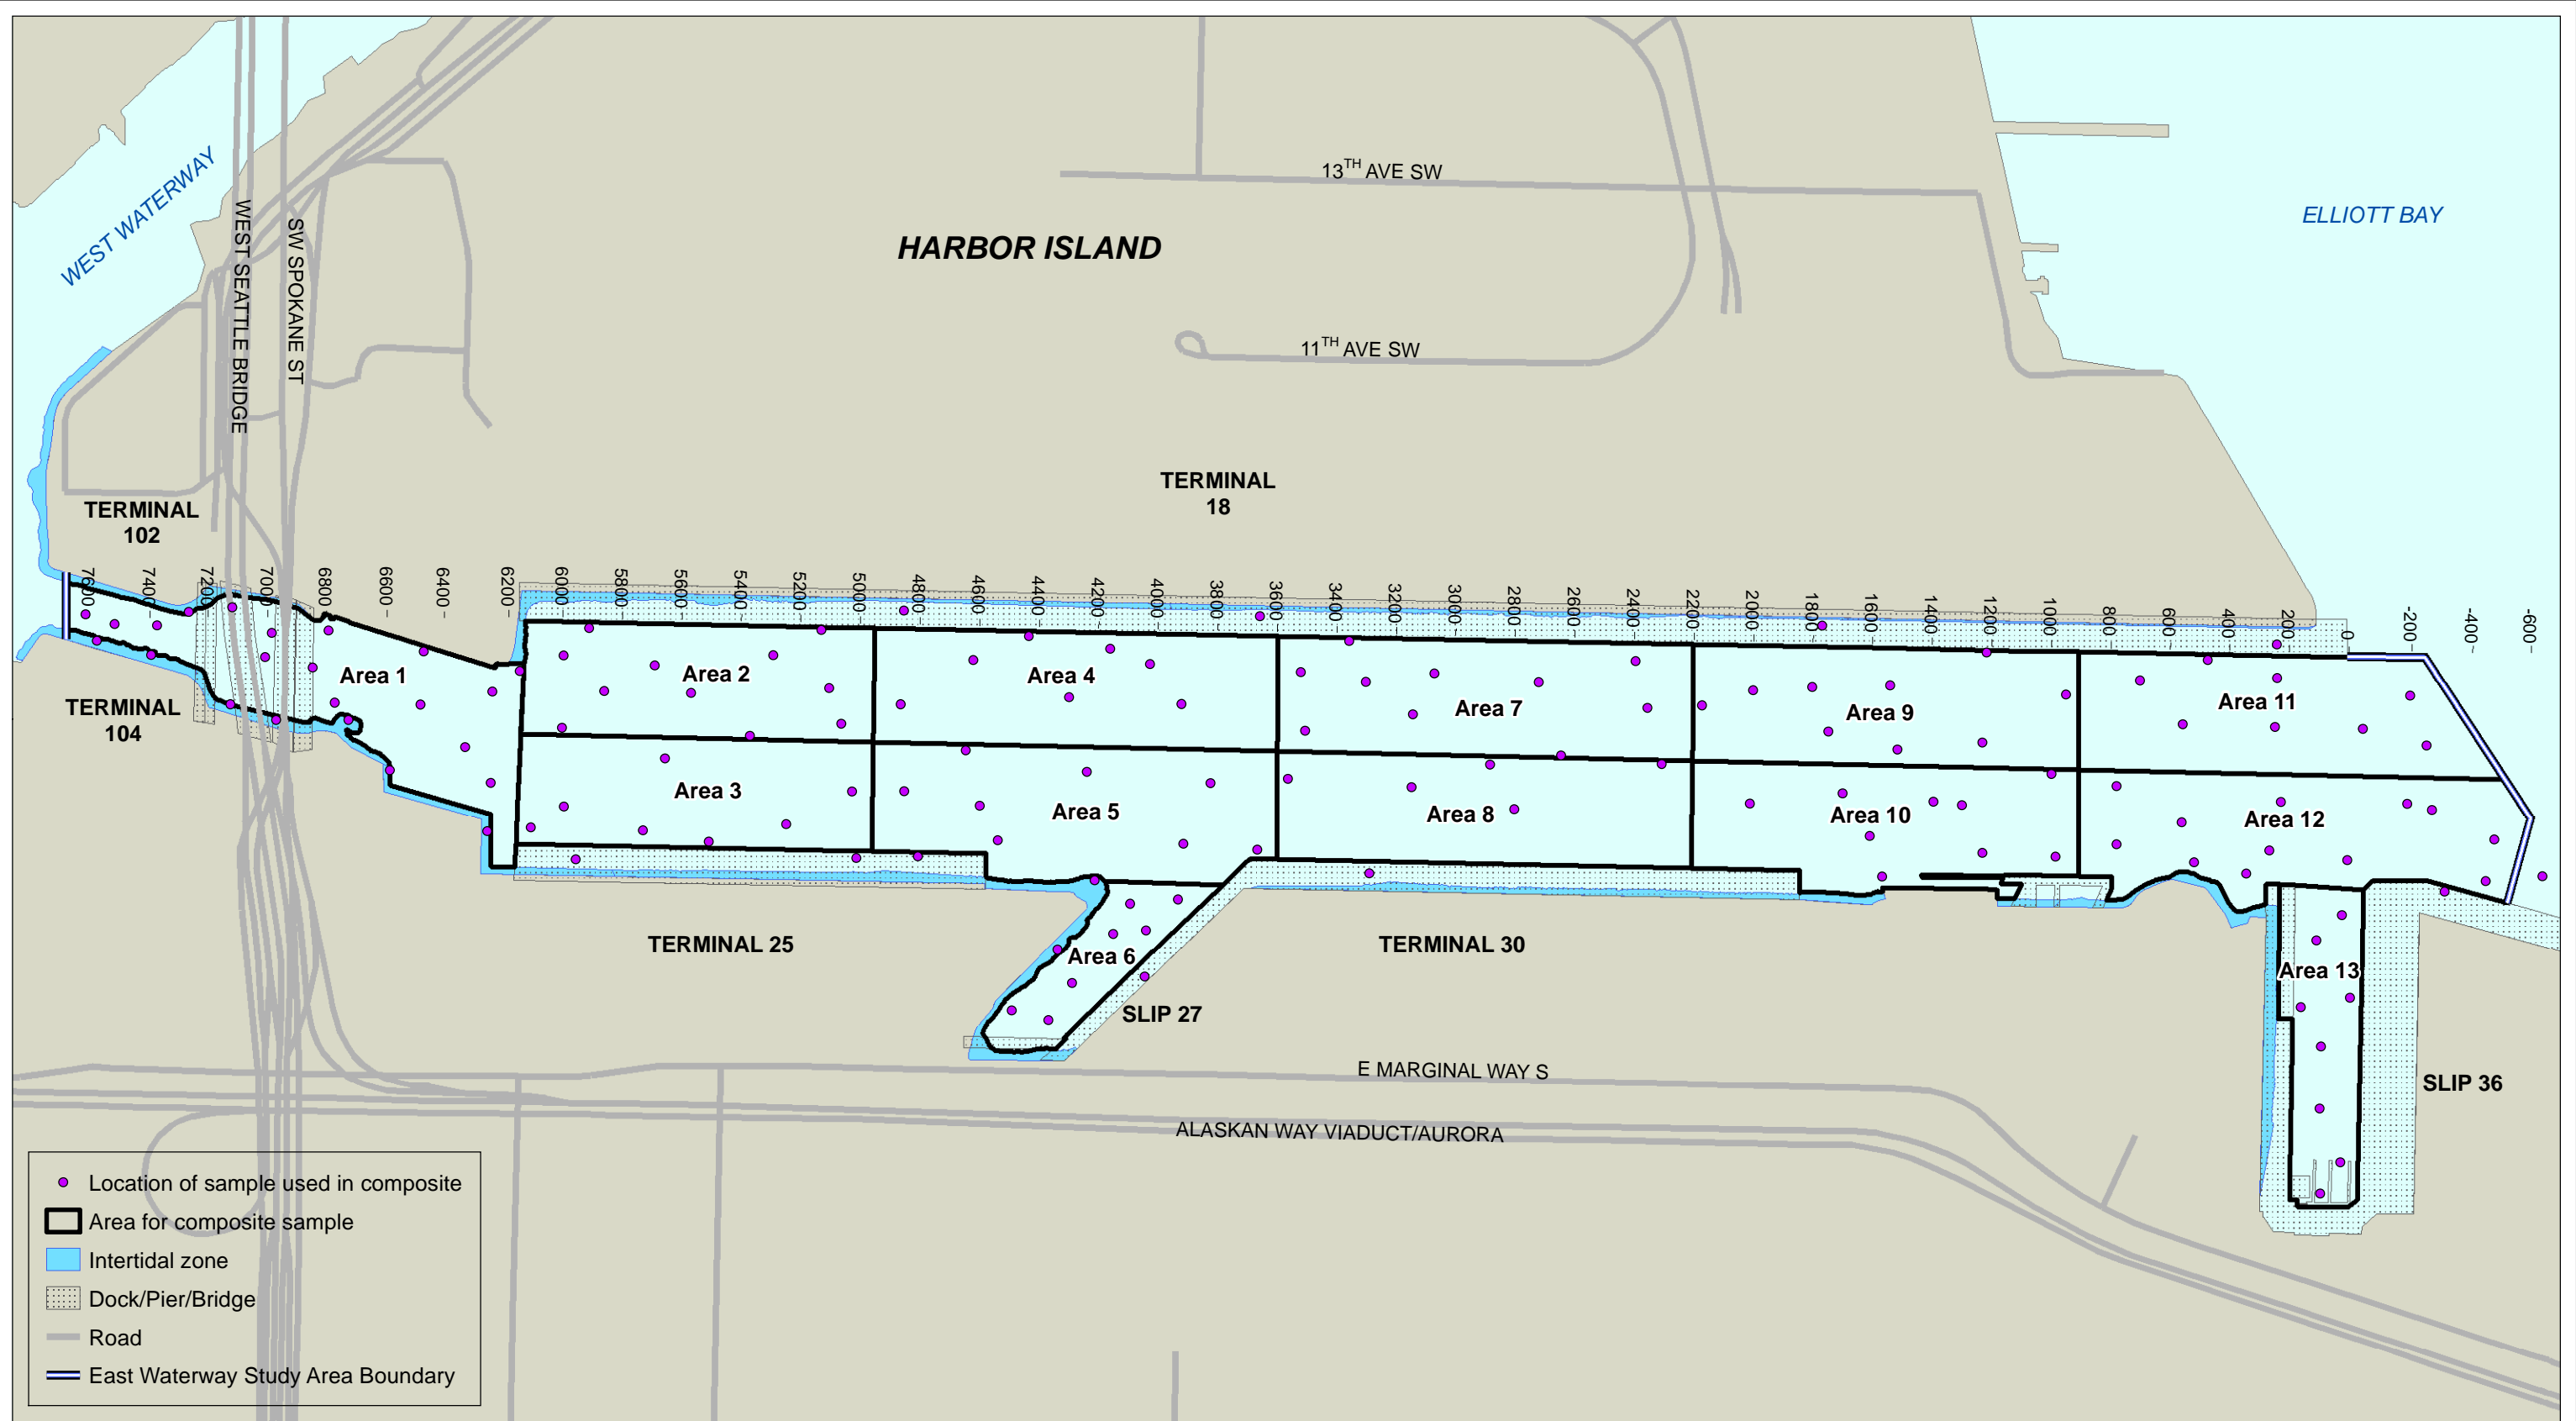 13TH AVE SW
ELLIOTT BAY
WEST WATERWAY
WEST SEATTLE BRIDGE
SW SPOKANE ST
HARBOR ISLAND
11TH AVE SW
TERMINAL
18
TERMINAL
102
7600
7400
7200
7000
6800
6600
6400
6200
6000
5800
5600
5400
5200
5000
4800
4600
4400
4200
4000
3800
3600
3400
3200
3000
2800
2600
2400
2200
2000
1800
1600
1400
1200
1000
800
600
400
200
0
-200
-400
-600
Area 1
Area 2
Area 4
Area 7
Area 9
Area 11
TERMINAL
104
Area 3
Area 5
Area 8
Area 10
Area 12
TERMINAL 25
Area 6
TERMINAL 30
Area 13
SLIP 27
E MARGINAL WAY S
SLIP 36
ALASKAN WAY VIADUCT/AURORA
Location of sample used in composite
Area for composite sample
Intertidal zone
Dock/Pier/Bridge
Road
East Waterway Study Area Boundary